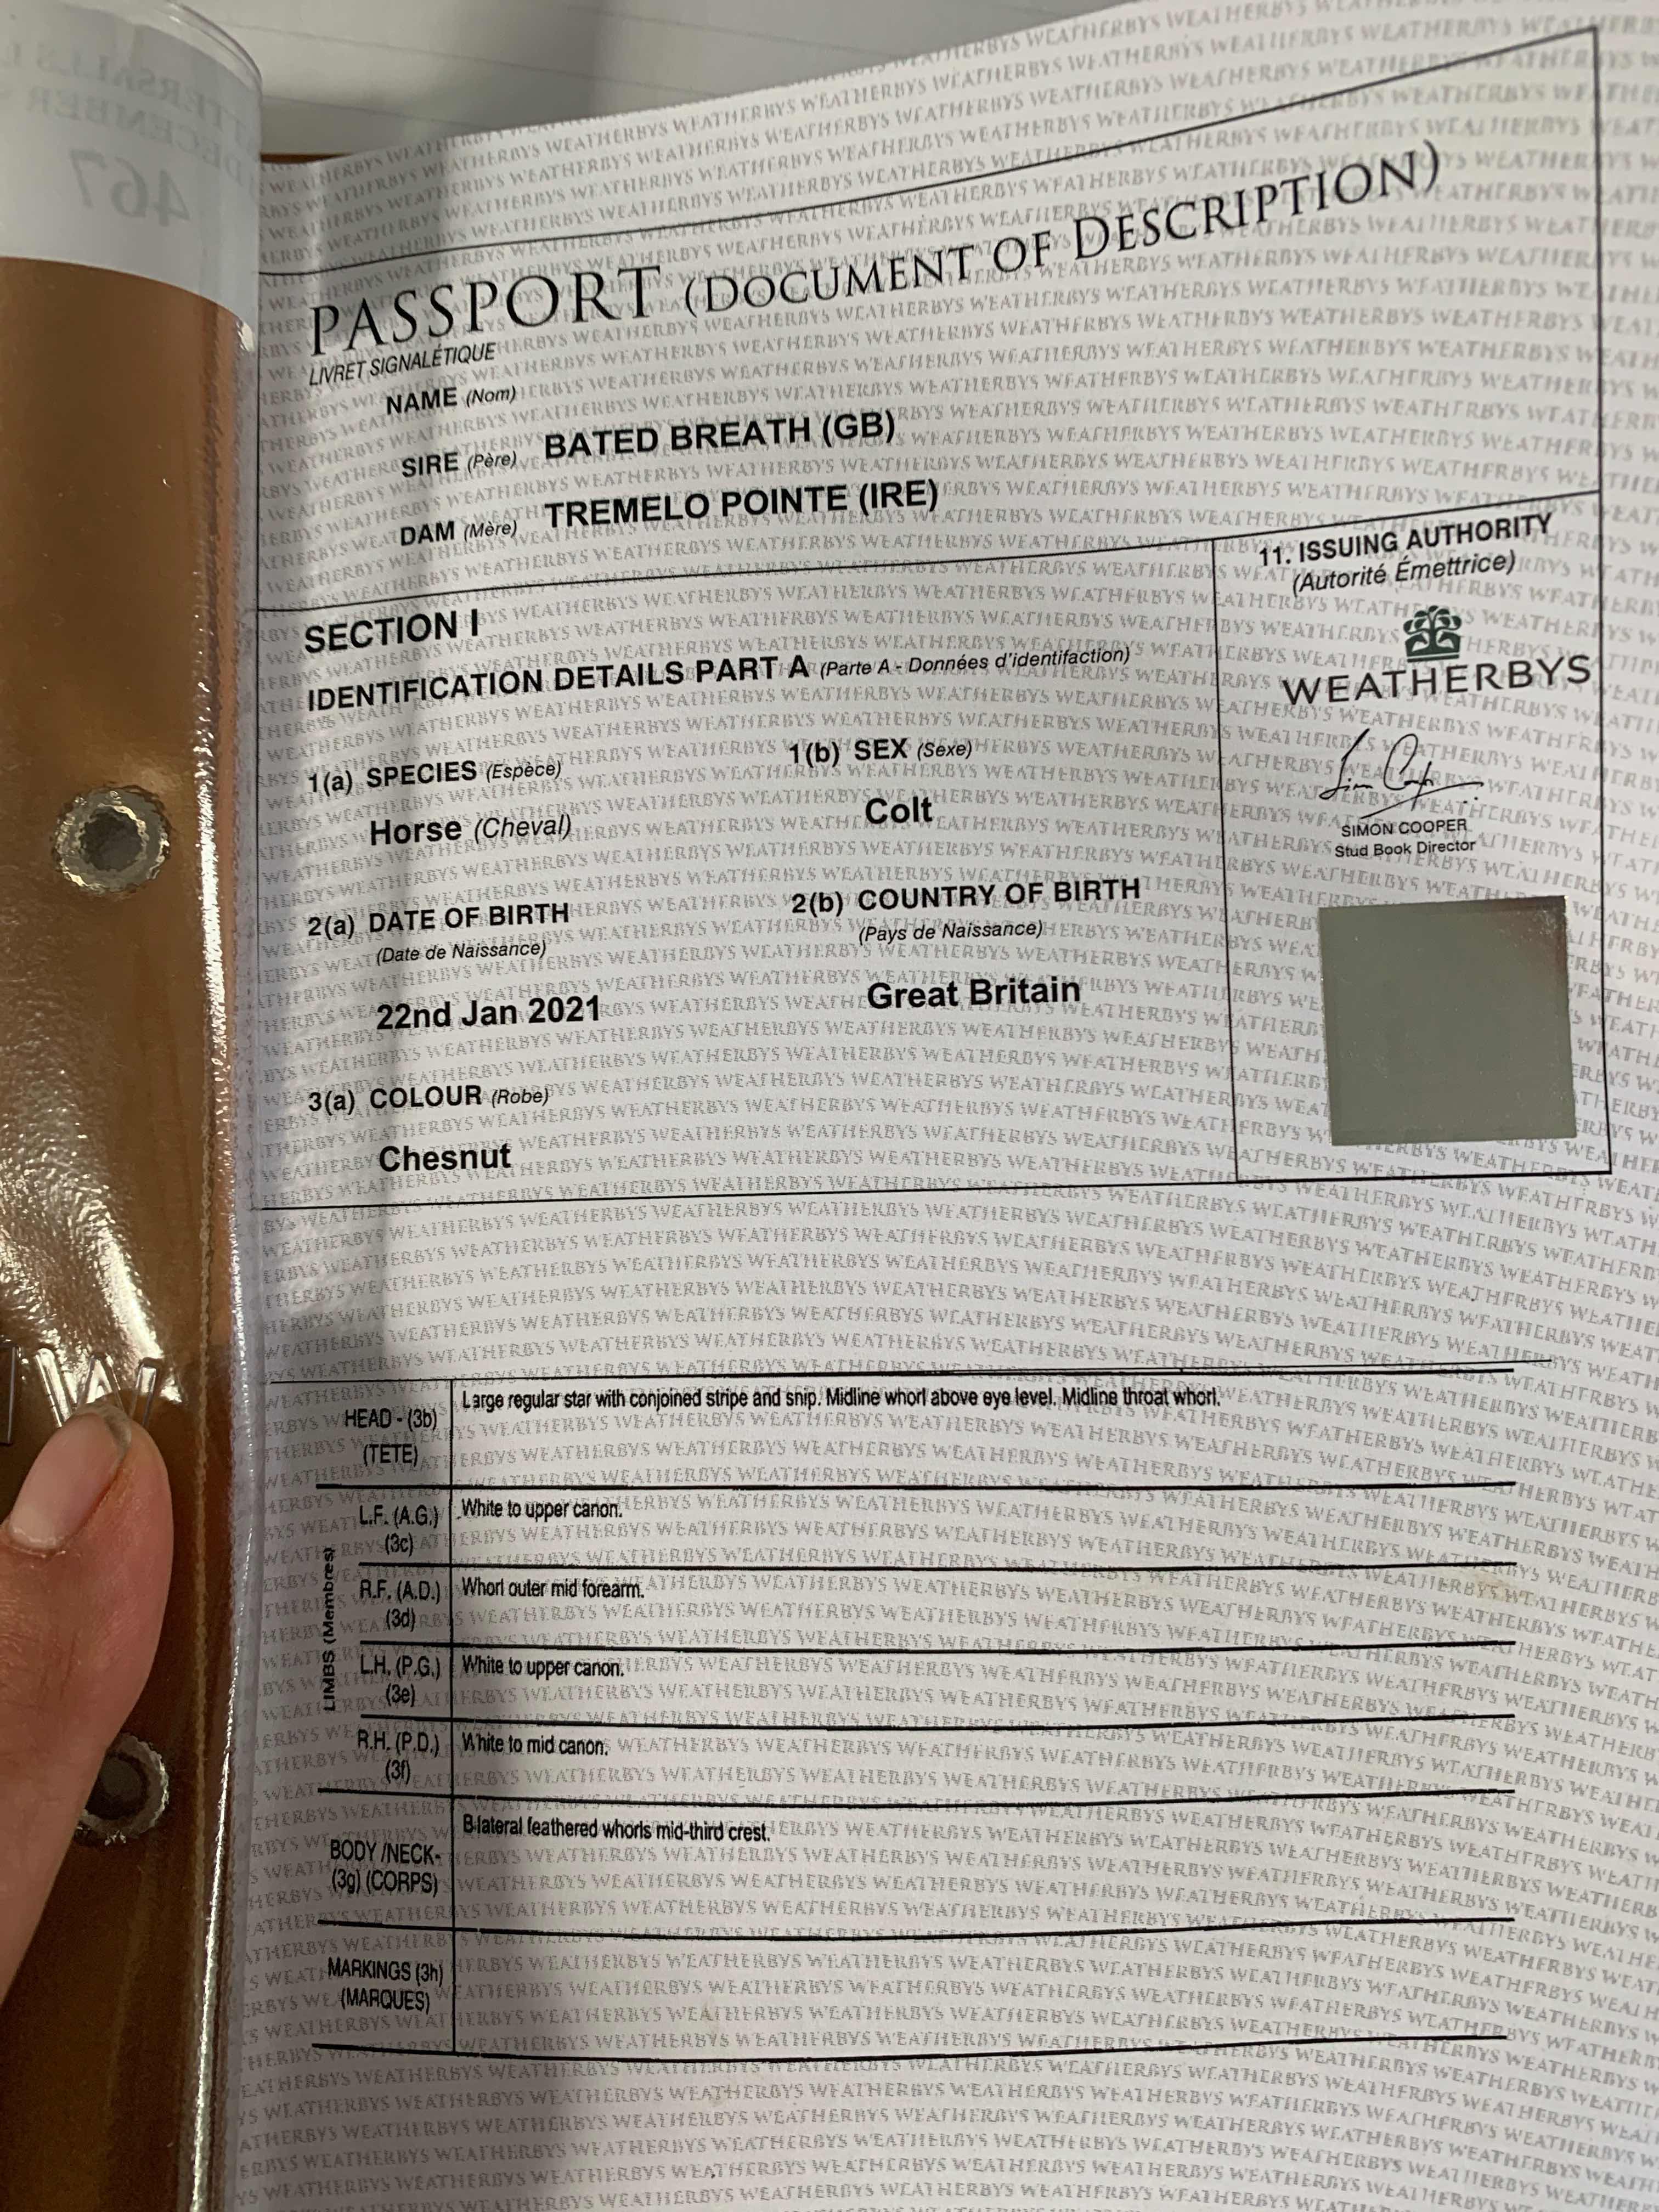 PASSPORT (DOCUMENT OF DESCRIPTION)
LIVRET SIGNALÉTIQUE
NAME (Nom)
SIRE (Père) BATED BREATH (GB)
DAM (Mère) TREMELO POINTE (IRE)
SECTION I
IDENTIFICATION DETAILS PART A (Parte A - Données d'identifaction)
1(a) SPECIES (Espèce)
Horse (Cheval)
1(b) SEX (Sexe)
Colt
2(a) DATE OF BIRTH
(Date de Naissance)
22nd Jan 2021
2(b) COUNTRY OF BIRTH
(Pays de Naissance)
Great Britain
3(a) COLOUR (Robe)
Chesnut
11. ISSUING AUTHORITY
(Autorité Émettrice)
WEATHERBYS
SIMON COOPER
Stud Book Director
HEAD - (3b)
(TETE)
Large regular star with conjoined stripe and snip. Midline whorl above eye level. Midline throat whorl.
LIMBS (Membres)
L.F. (A.G.)
(3c)
White to upper canon.
R.F. (A.D.)
(3d)
Whorl outer mid forearm.
L.H. (P.G.)
(3e)
White to upper canon.
R.H. (P.D.)
(3f)
White to mid canon.
BODY /NECK-
(3g) (CORPS)
Bilateral feathered whorls mid-third crest.
MARKINGS (3h)
(MARQUES)
DECEMBER
467